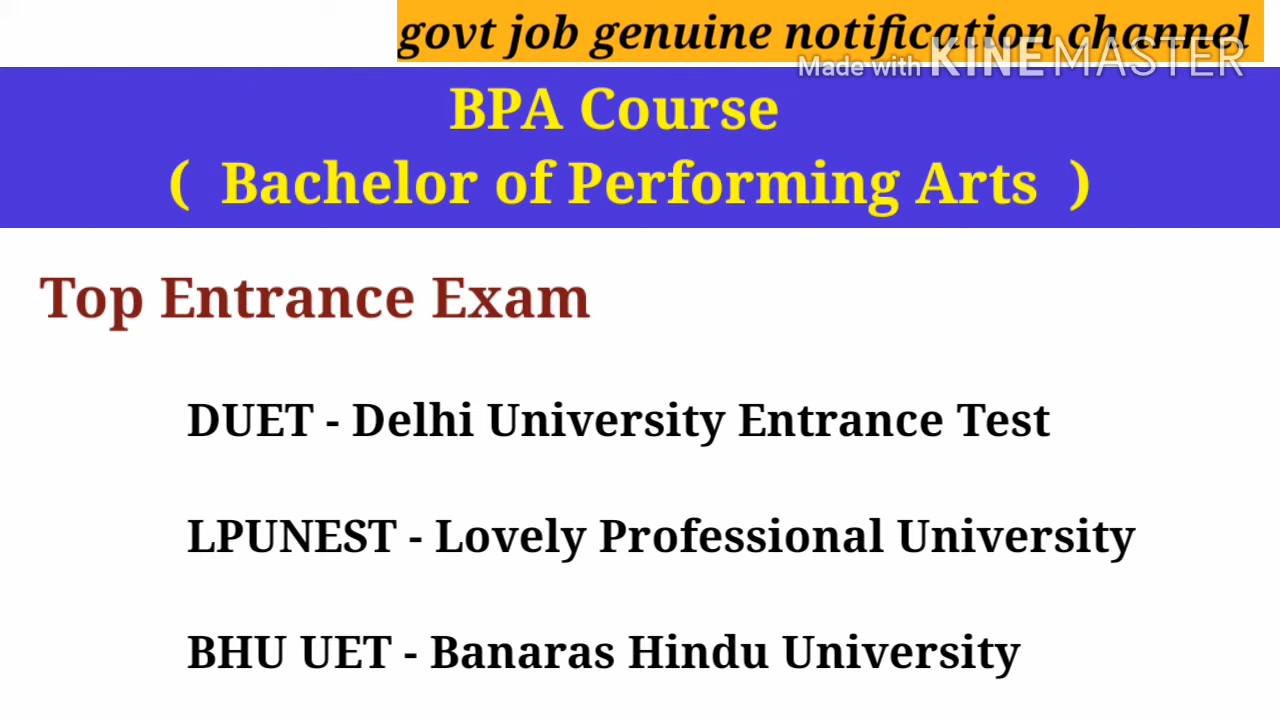 govt job genuine notification channel
Made with KINEMASTER
BPA Course
( Bachelor of Performing Arts )
Top Entrance Exam
DUET - Delhi University Entrance Test
LPUNEST - Lovely Professional University
BHU UET - Banaras Hindu University